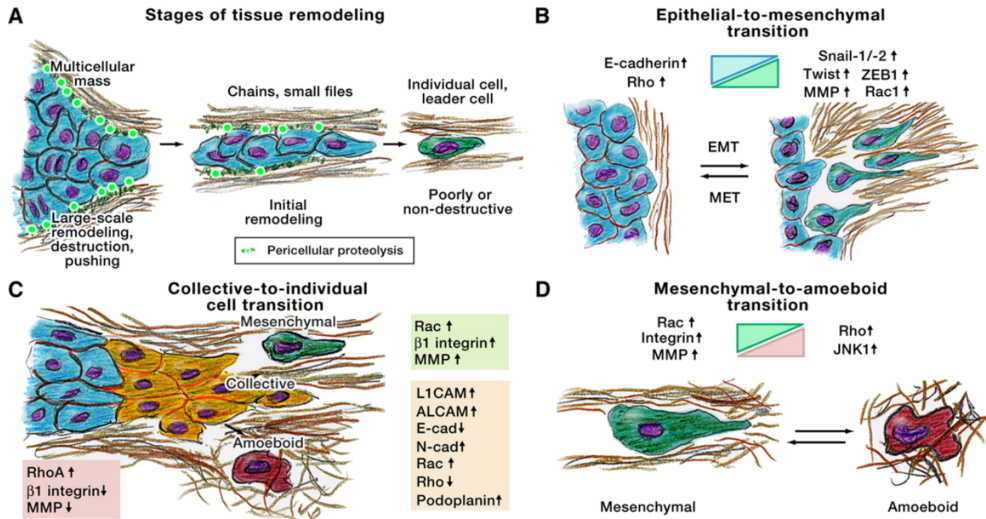 A
Stages of tissue remodeling
Multicellular
mass
Large-scale
remodeling,
destruction,
pushing
Chains, small files
Initial
remodeling
Individual cell,
leader cell
Poorly or
non-destructive
Pericellular proteolysis
B
Epithelial-to-mesenchymal
transition
E-cadherin↑
Rho ↑
Snail-1/-2 ↑
Twist↑ ZEB1 ↑
MMP ↑ Rac1 ↑
EMT
MET
C
Collective-to-individual
cell transition
Mesenchymal
Collective
Amoeboid
Rac ↑
β1 integrin↑
MMP ↑
L1CAM↑
ALCAM↑
E-cad↓
N-cad↑
Rac ↑
Rho ↓
Podoplanin↑
RhoA ↑
β1 integrin↓
MMP ↓
D
Mesenchymal-to-amoeboid
transition
Rac ↑
Integrin↑
MMP ↑
Rho↑
JNK1↑
Mesenchymal
Amoeboid